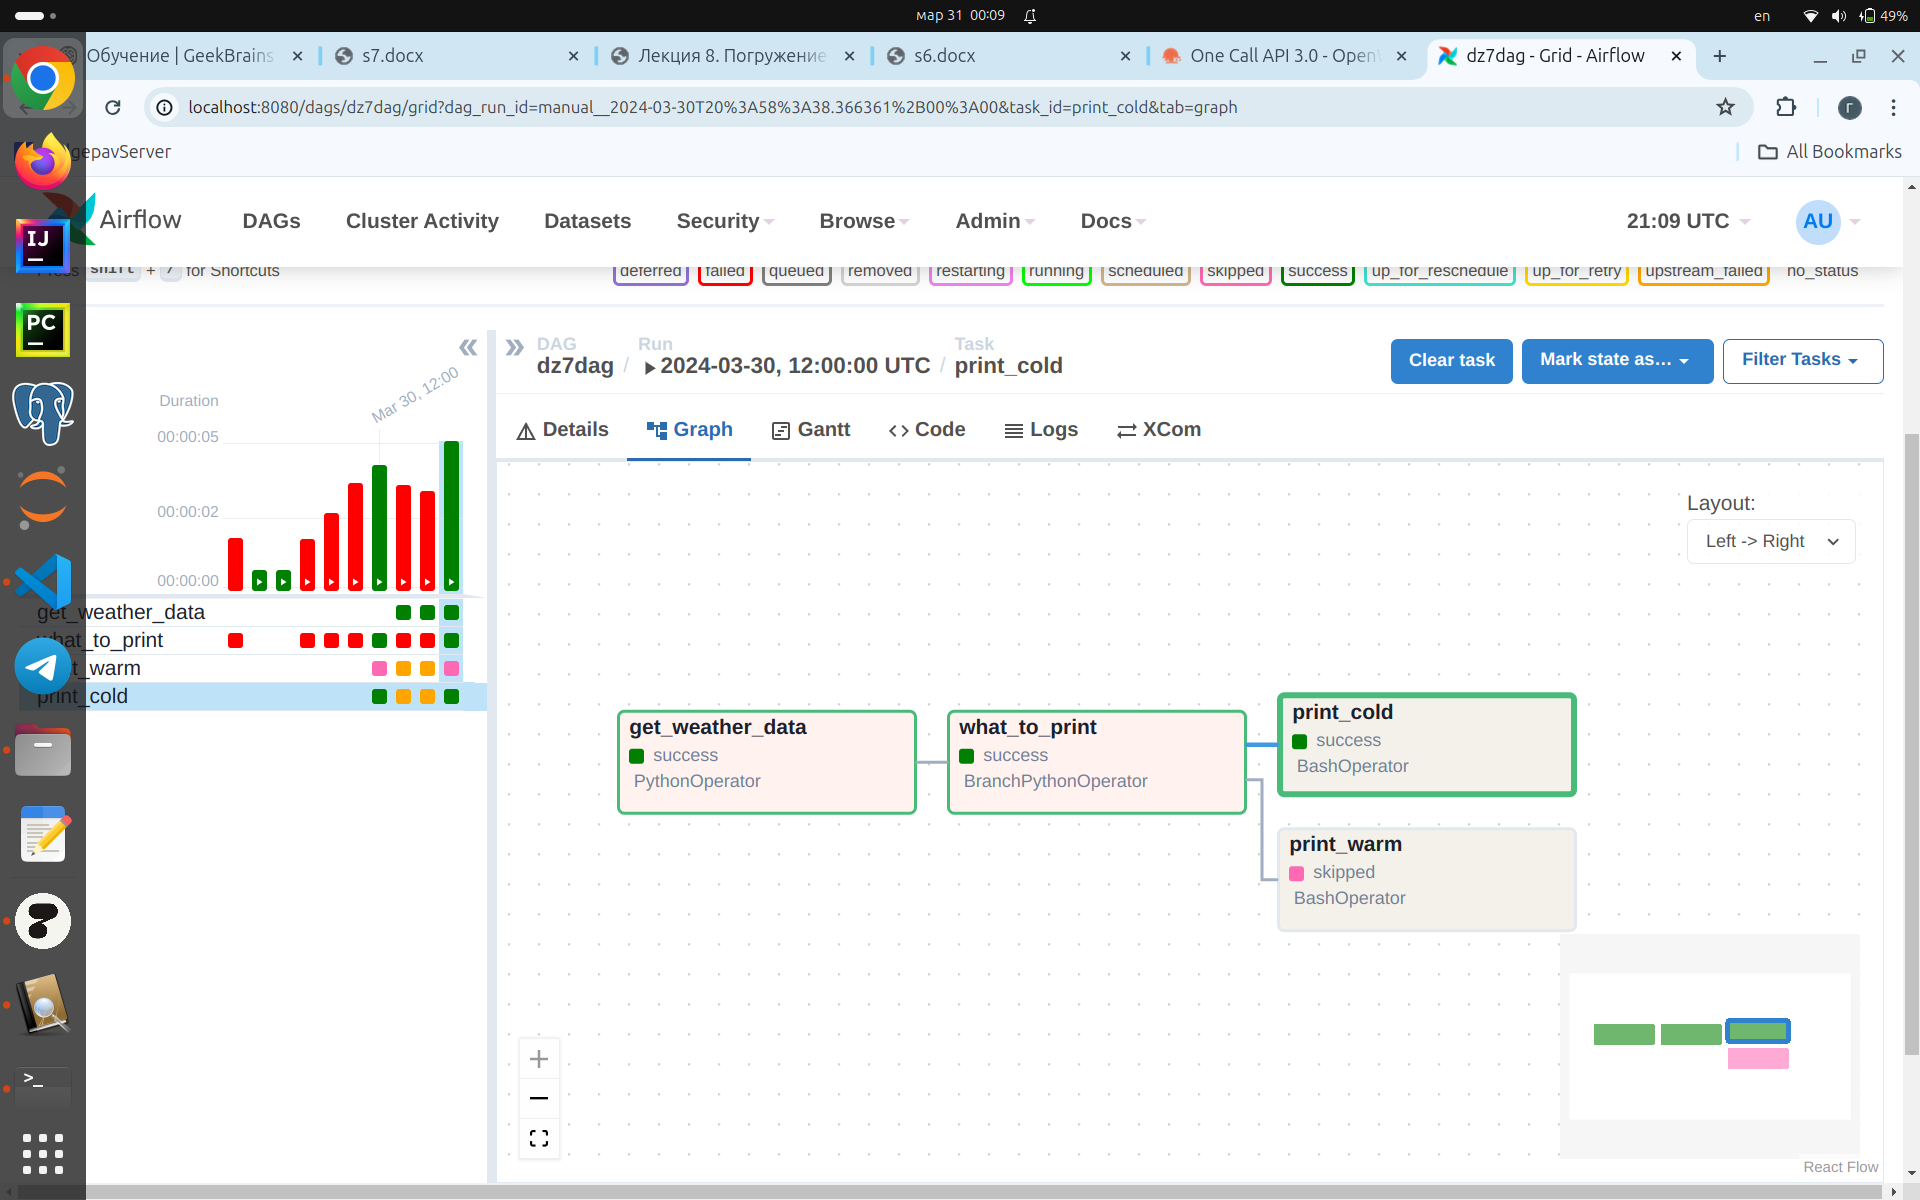 мар 31 00:09
en
49%
Обучение | GeekBrains
s7.docx
Лекция 8. Погружение
s6.docx
One Call API 3.0 - Open
dz7dag - Grid - Airflow
localhost:8080/dags/dz7dag/grid?dag_run_id=manual__2024-03-30T20%3A58%3A38.366361%2B00%3A00&task_id=print_cold&tab=graph
Г
gepavServer
All Bookmarks
Airflow
DAGs
Cluster Activity
Datasets
Security
Browse
Admin
Docs
21:09 UTC
AU
Press shift + / for Shortcuts
deferred
failed
queued
removed
restarting
running
scheduled
skipped
success
up_for_reschedule
up_for_retry
upstream_failed
no_status
DAG
dz7dag
/
Run
2024-03-30, 12:00:00 UTC
/
Task
print_cold
Clear task
Mark state as…
Filter Tasks
Details
Graph
Gantt
Code
Logs
XCom
Mar 30, 12:00
Duration
00:00:05
00:00:02
00:00:00
get_weather_data
what_to_print
t_warm
print_cold
Layout:
Left -> Right
get_weather_data
success
PythonOperator
what_to_print
success
BranchPythonOperator
print_cold
success
BashOperator
print_warm
skipped
BashOperator
React Flow
IJ
PC
>_